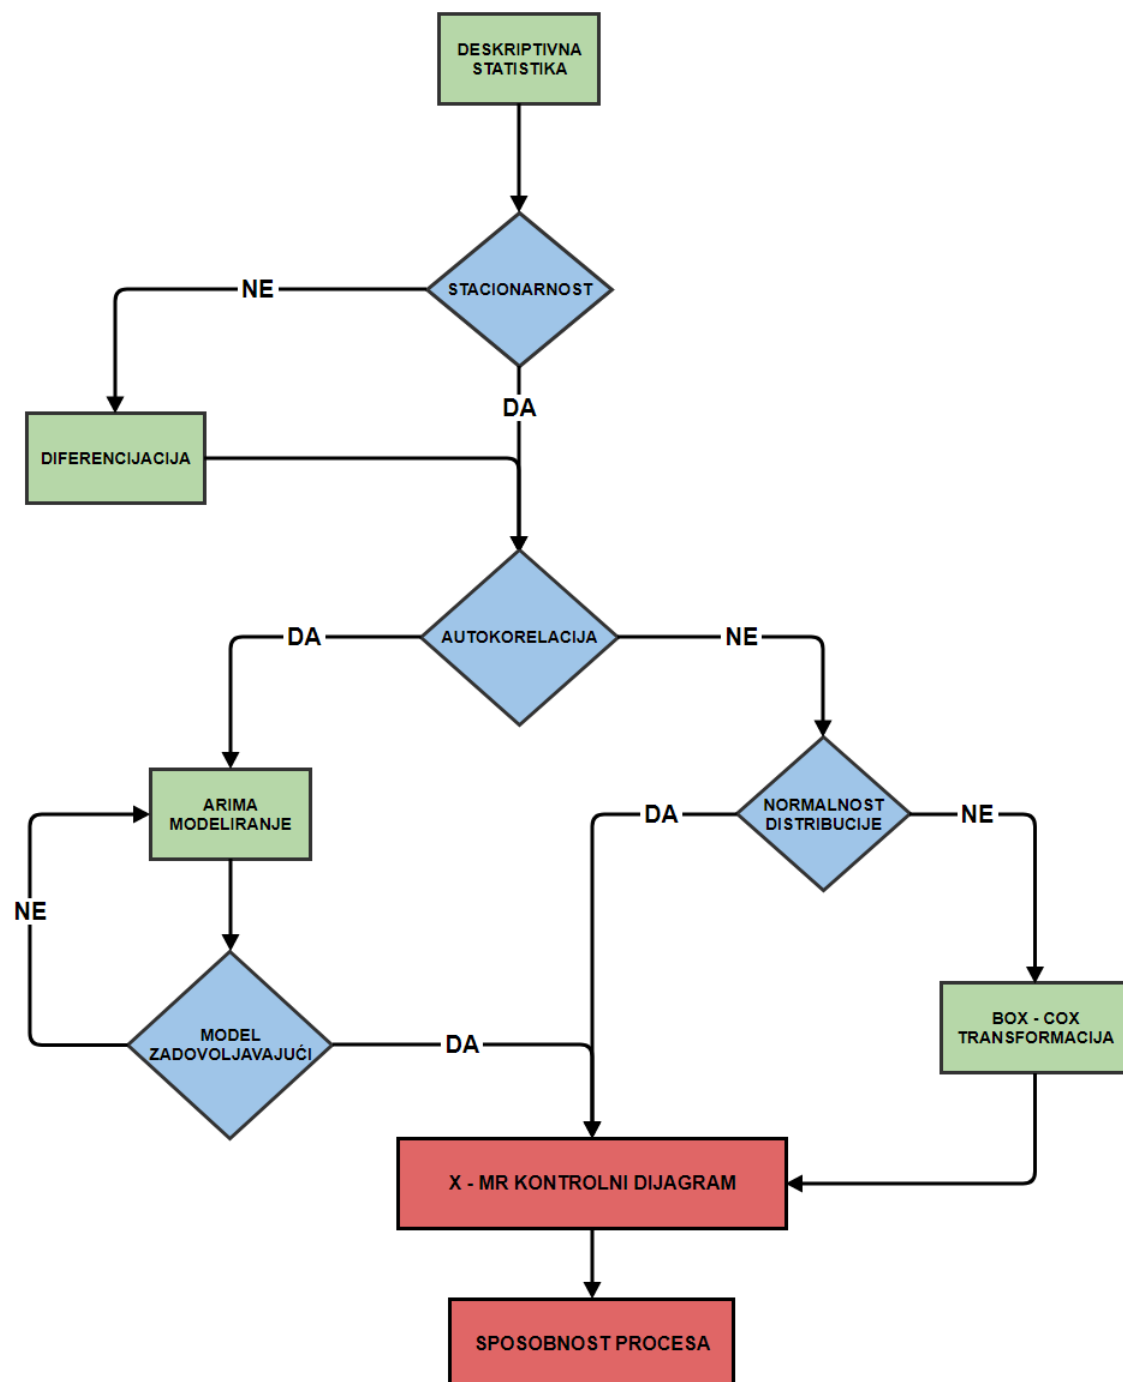 DESKRIPTIVNA
STATISTIKA
STACIONARNOST
NE
DA
DIFERENCIJACIJA
AUTOKORELACIJA
DA
NE
ARIMA
MODELIRANJE
NORMALNOST
DISTRIBUCIJE
DA
NE
NE
MODEL
ZADOVOLJAVAJUĆI
DA
BOX - COX
TRANSFORMACIJA
X - MR KONTROLNI DIJAGRAM
SPOSOBNOST PROCESA